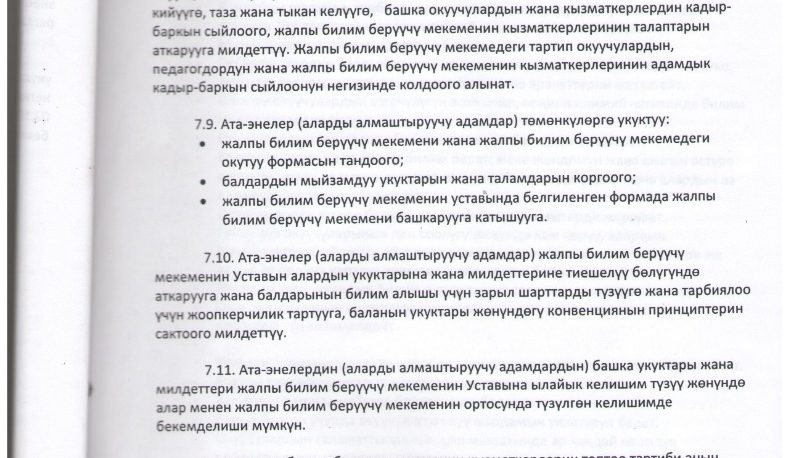 кийүүгө, таза жана тыкан келүүгө, башка окуучулардын жана кызматкерлердин кадыр-
баркын сыйлоого, жалпы билим берүүчү мекеменин кызматкерлеринин талаптарын
аткарууга милдеттүү. Жалпы билим берүүчү мекемедеги тартип окуучулардын,
педагогдордун жана жалпы билим берүүчү мекеменин кызматкерлеринин адамдык
кадыр-баркын сыйлоонун негизинде колдоого алынат.
7.9. Ата-энелер (аларды алмаштыруучу адамдар) төмөнкүлөргө укуктуу:
• жалпы билим берүүчү мекемени жана жалпы билим берүүчү мекемедеги
окутуу формасын тандоого;
• балдардын мыйзамдуу укуктарын жана таламдарын коргоого;
• жалпы билим берүүчү мекеменин уставында белгиленген формада жалпы
билим берүүчү мекемени башкарууга катышууга.
7.10. Ата-энелер (аларды алмаштыруучу адамдар) жалпы билим берүүчү
мекеменин Уставын алардын укуктарына жана милдеттерине тиешелүү бөлүгүндө
аткарууга жана балдарынын билим алышы үчүн зарыл шарттарды түзүүгө жана тарбиялоо
үчүн жоопкерчилик тартууга, баланын укуктары жөнүндөгү конвенциянын принциптерин
сактоого милдеттүү.
7.11. Ата-энелердин (аларды алмаштыруучу адамдардын) башка укуктары жана
милдеттери жалпы билим берүүчү мекеменин Уставына ылайык келишим түзүү жөнүндө
алар менен жалпы билим берүүчү мекеменин ортосунда түзүлгөн келишимде
бекемделиши мүмкүн.